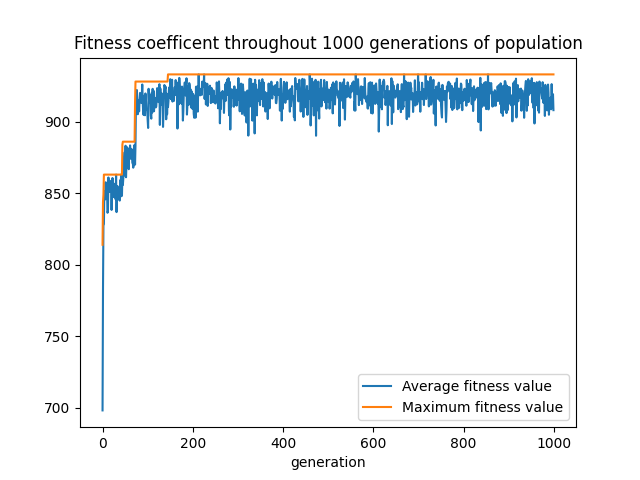 Fitness coefficent throughout 1000 generations of population
900
850
800
750
700
0 200 400 600 800 1000
generation
Average fitness value
Maximum fitness value